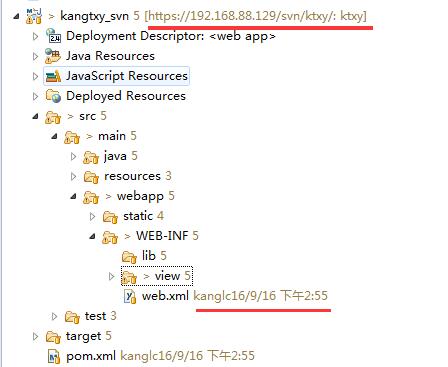 > kangtxy_svn 5 [https://192.168.88.129/svn/ktxy/: ktxy]
Deployment Descriptor: <web app>
Java Resources
JavaScript Resources
Deployed Resources
> src 5
> main 5
> java 5
resources 3
> webapp 5
static 4
> WEB-INF 5
lib 5
> view 5
web.xml kanglc16/9/16 下午2:55
test 3
target 5
pom.xml kanglc16/9/16 下午2:55